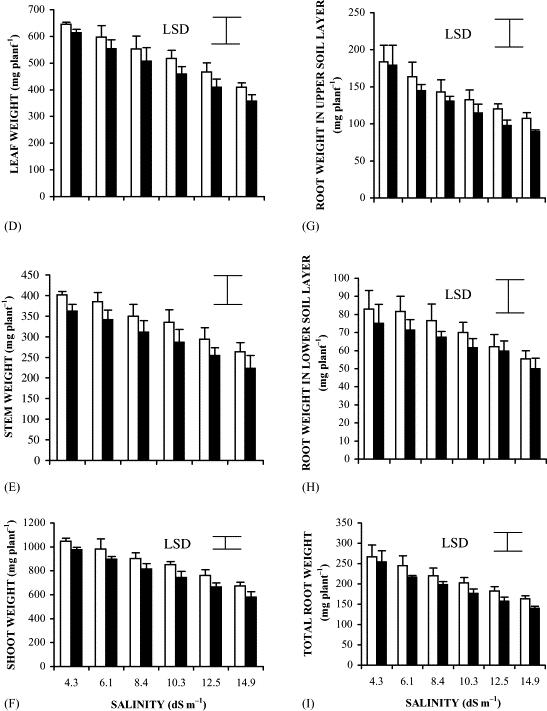 LEAF WEIGHT (mg plant⁻¹)
700
600
500
400
300
200
100
0
LSD
(D)
ROOT WEIGHT IN UPPER SOIL LAYER
(mg plant⁻¹)
250
200
150
100
50
0
LSD
(G)
STEM WEIGHT (mg plant⁻¹)
450
400
350
300
250
200
150
100
50
0
(E)
ROOT WEIGHT IN LOWER SOIL LAYER
(mg plant⁻¹)
100
90
80
70
60
50
40
30
20
10
0
LSD
(H)
SHOOT WEIGHT (mg plant⁻¹)
1200
1000
800
600
400
200
0
LSD
4.3 6.1 8.4 10.3 12.5 14.9
(F) SALINITY (dS m⁻¹)
TOTAL ROOT WEIGHT
(mg plant⁻¹)
350
300
250
200
150
100
50
0
LSD
4.3 6.1 8.4 10.3 12.5 14.9
(I) SALINITY (dS m⁻¹)